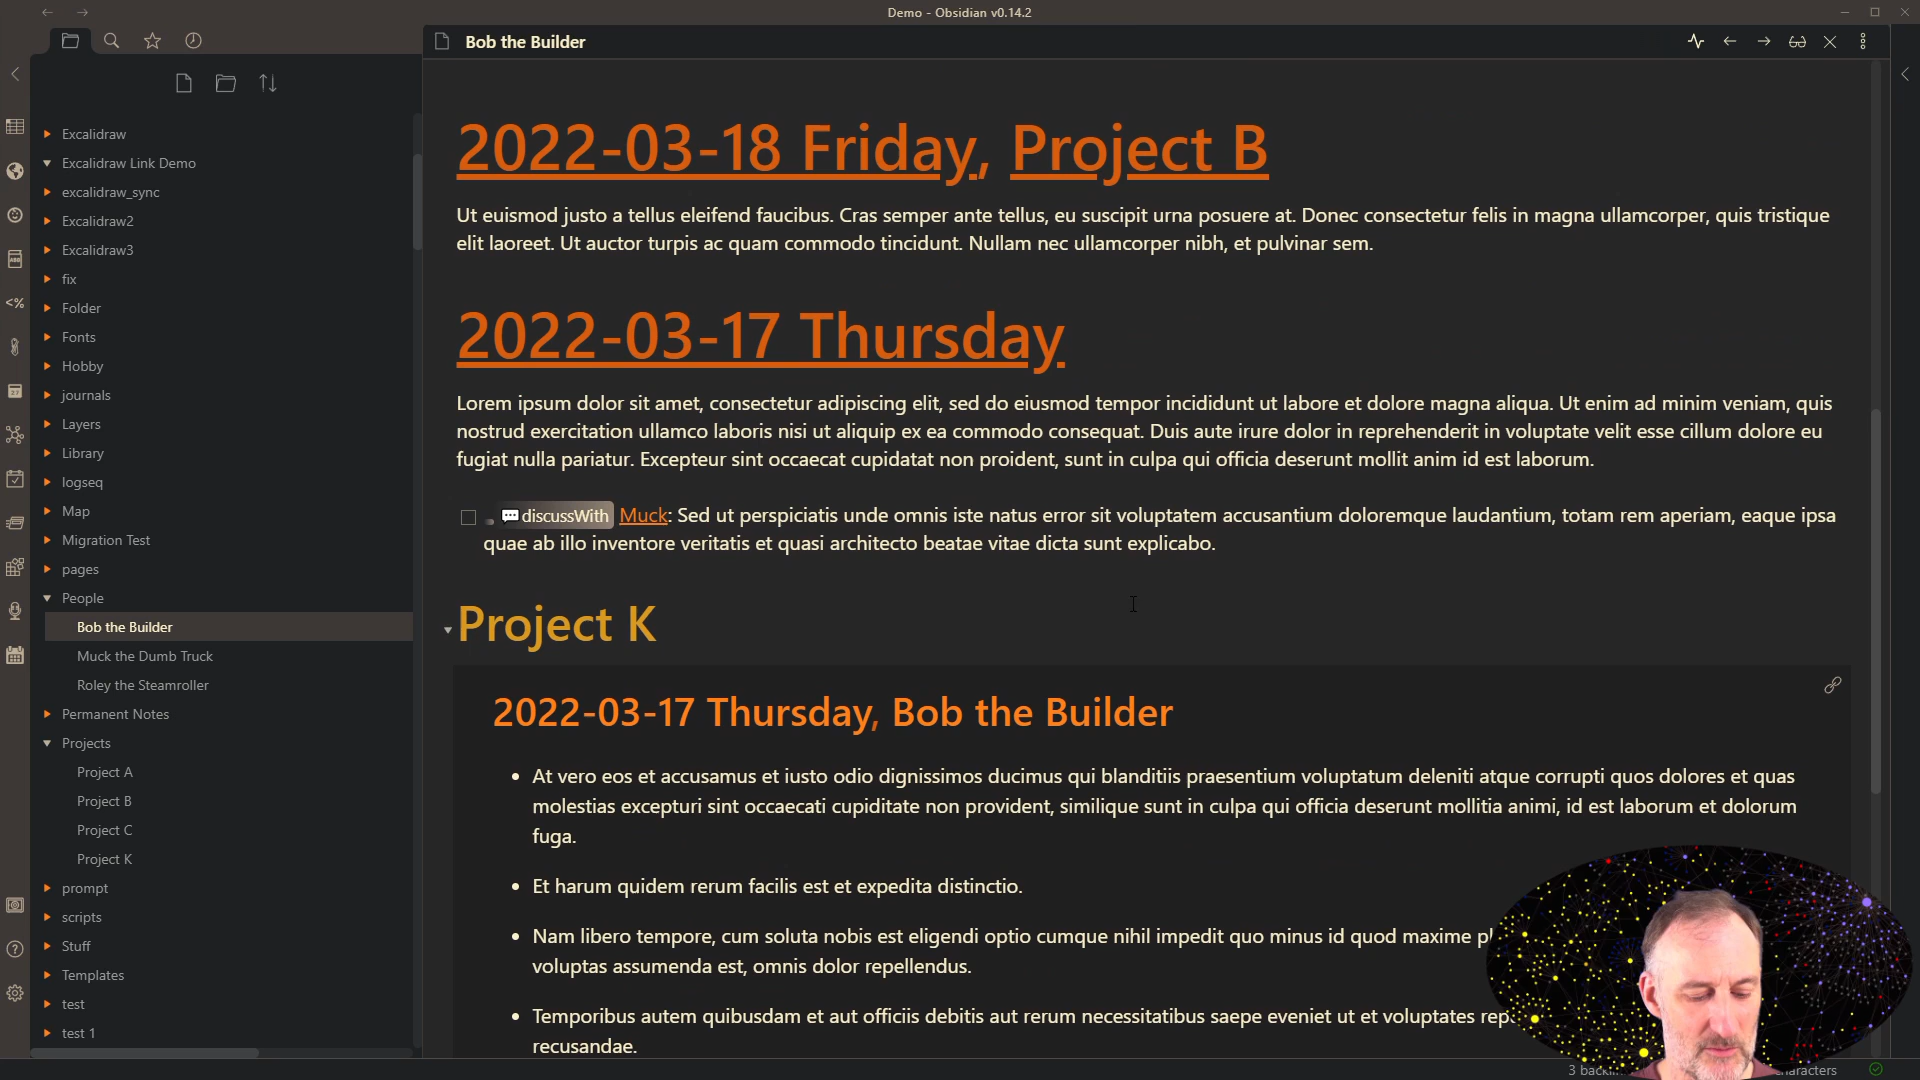 Demo - Obsidian v0.14.2
Bob the Builder
Excalidraw
Excalidraw Link Demo
excalidraw_sync
Excalidraw2
Excalidraw3
fix
Folder
Fonts
Hobby
journals
Layers
Library
logseq
Map
Migration Test
pages
People
Bob the Builder
Muck the Dumb Truck
Roley the Steamroller
Permanent Notes
Projects
Project A
Project B
Project C
Project K
prompt
scripts
Stuff
Templates
test
test 1
2022-03-18 Friday, Project B
Ut euismod justo a tellus eleifend faucibus. Cras semper ante tellus, eu suscipit urna posuere at. Donec consectetur felis in magna ullamcorper, quis tristique
elit laoreet. Ut auctor turpis ac quam commodo tincidunt. Nullam nec ullamcorper nibh, et pulvinar sem.
2022-03-17 Thursday
Lorem ipsum dolor sit amet, consectetur adipiscing elit, sed do eiusmod tempor incididunt ut labore et dolore magna aliqua. Ut enim ad minim veniam, quis
nostrud exercitation ullamco laboris nisi ut aliquip ex ea commodo consequat. Duis aute irure dolor in reprehenderit in voluptate velit esse cillum dolore eu
fugiat nulla pariatur. Excepteur sint occaecat cupidatat non proident, sunt in culpa qui officia deserunt mollit anim id est laborum.
discussWith Muck: Sed ut perspiciatis unde omnis iste natus error sit voluptatem accusantium doloremque laudantium, totam rem aperiam, eaque ipsa
quae ab illo inventore veritatis et quasi architecto beatae vitae dicta sunt explicabo.
Project K
2022-03-17 Thursday, Bob the Builder
At vero eos et accusamus et iusto odio dignissimos ducimus qui blanditiis praesentium voluptatum deleniti atque corrupti quos dolores et quas
molestias excepturi sint occaecati cupiditate non provident, similique sunt in culpa qui officia deserunt mollitia animi, id est laborum et dolorum
fuga.
Et harum quidem rerum facilis est et expedita distinctio.
Nam libero tempore, cum soluta nobis est eligendi optio cumque nihil impedit quo minus id quod maxime
voluptas assumenda est, omnis dolor repellendus.
Temporibus autem quibusdam et aut officiis debitis aut rerum necessitatibus saepe eveniet ut et voluptates
recusandae.
3